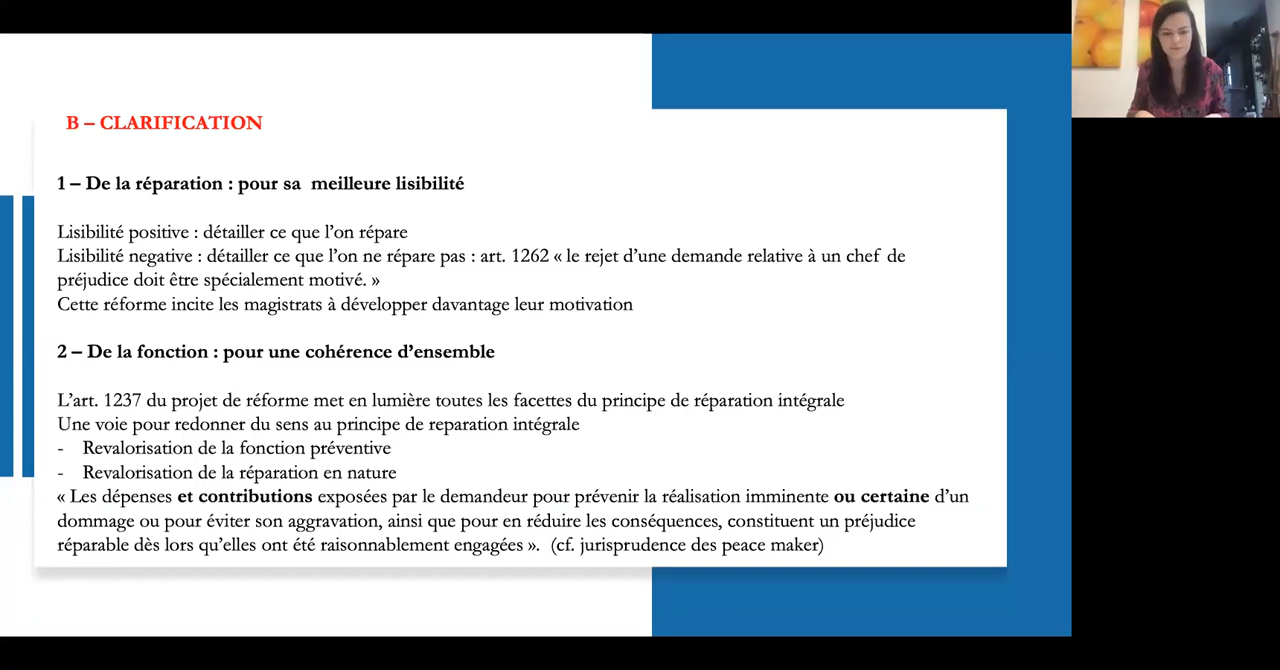 B – CLARIFICATION
1 – De la réparation : pour sa  meilleure lisibilité
Lisibilité positive : détailler ce que l’on répare
Lisibilité negative : détailler ce que l’on ne répare pas : art. 1262 « le rejet d’une demande relative à un chef de
préjudice doit être spécialement motivé. »
Cette réforme incite les magistrats à développer davantage leur motivation
2 – De la fonction : pour une cohérence d’ensemble
L’art. 1237 du projet de réforme met en lumière toutes les facettes du principe de réparation intégrale
Une voie pour redonner du sens au principe de reparation intégrale
- Revalorisation de la fonction préventive
- Revalorisation de la réparation en nature
« Les dépenses et contributions exposées par le demandeur pour prévenir la réalisation imminente ou certaine d’un
dommage ou pour éviter son aggravation, ainsi que pour en réduire les conséquences, constituent un préjudice
réparable dès lors qu’elles ont été raisonnablement engagées ».  (cf. jurisprudence des peace maker)